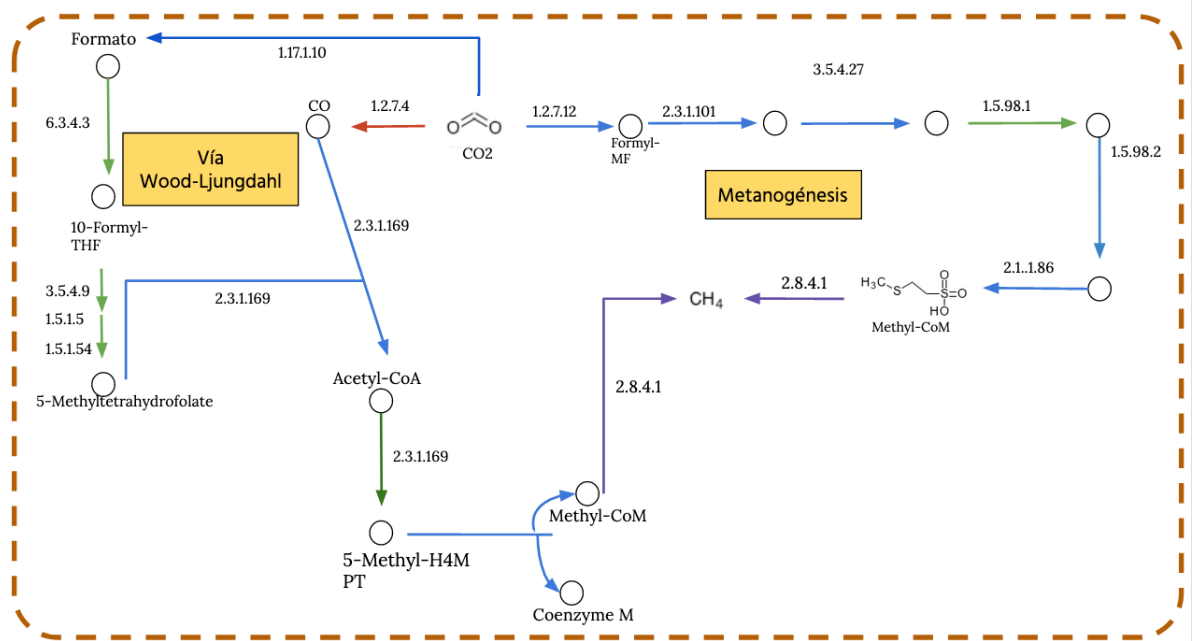 Formato
1.17.1.10
3.5.4.27
6.3.4.3
CO
1.2.7.4
CO2
1.2.7.12
Formyl-
MF
2.3.1.101
1.5.98.1
1.5.98.2
Vía
Wood-Ljungdahl
Metanogénesis
10-Formyl-
THF
2.3.1.169
3.5.4.9
2.3.1.169
1.5.1.5
1.5.1.54
5-Methyltetrahydrofolate
CH4
2.8.4.1
H3C
S
O
S
O
HO
Methyl-CoM
2.1..1.86
Acetyl-CoA
2.8.4.1
2.3.1.169
Methyl-CoM
5-Methyl-H4M
PT
Coenzyme M
O
O